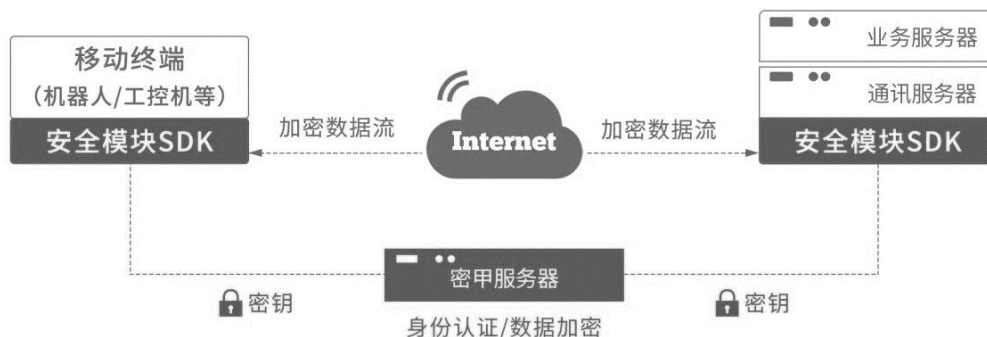 移动终端
（机器人/工控机等）
安全模块SDK
加密数据流
Internet
加密数据流
业务服务器
通讯服务器
安全模块SDK
密甲服务器
密钥
密钥
身份认证/数据加密